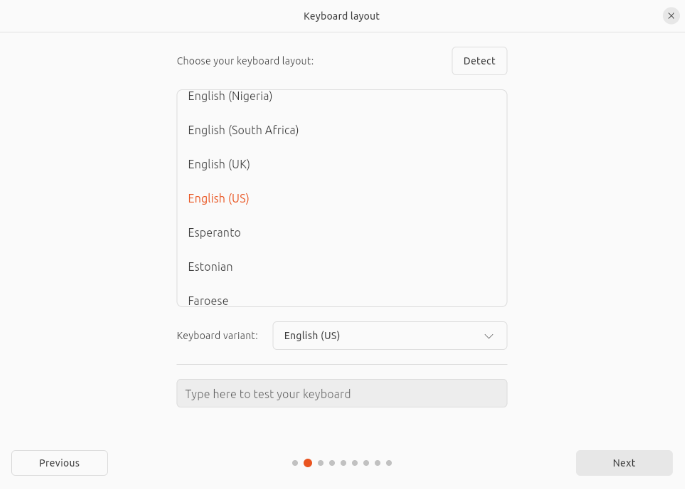 Keyboard layout
Choose your keyboard layout:
Detect
English (Nigeria)
English (South Africa)
English (UK)
English (US)
Esperanto
Estonian
Faroese
Keyboard variant:
English (US)
Type here to test your keyboard
Previous
Next